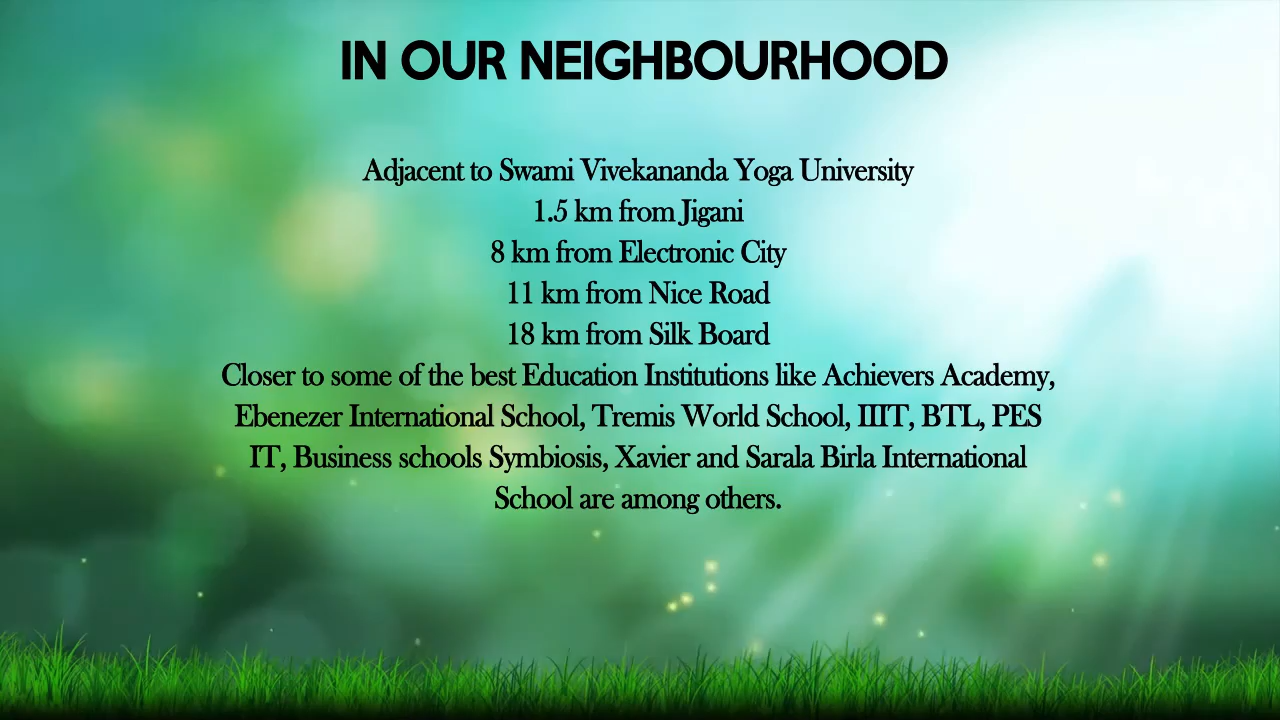 IN OUR NEIGHBOURHOOD
Adjacent to Swami Vivekananda Yoga University
1.5 km from Jigani
8 km from Electronic City
11 km from Nice Road
18 km from Silk Board
Closer to some of the best Education Institutions like Achievers Academy,
Ebenezer International School, Tremis World School, IIIT, BTL, PES
IT, Business schools Symbiosis, Xavier and Sarala Birla International
School are among others.